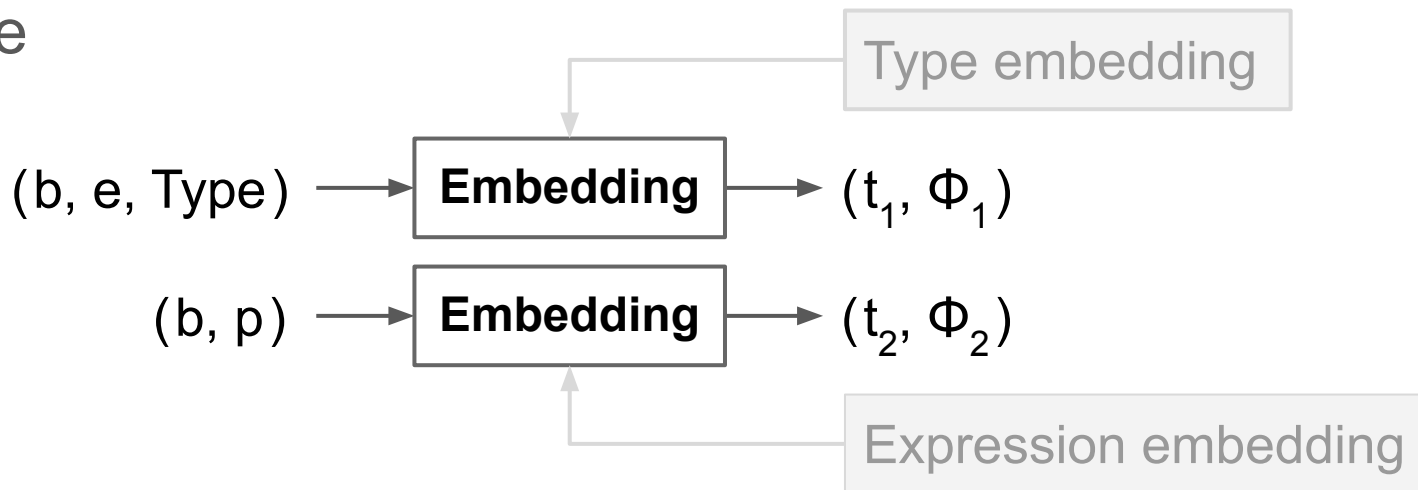 e
Type embedding
(b, e, Type) Embedding (t₁, Φ₁)
(b, p) Embedding (t₂, Φ₂)
Expression embedding